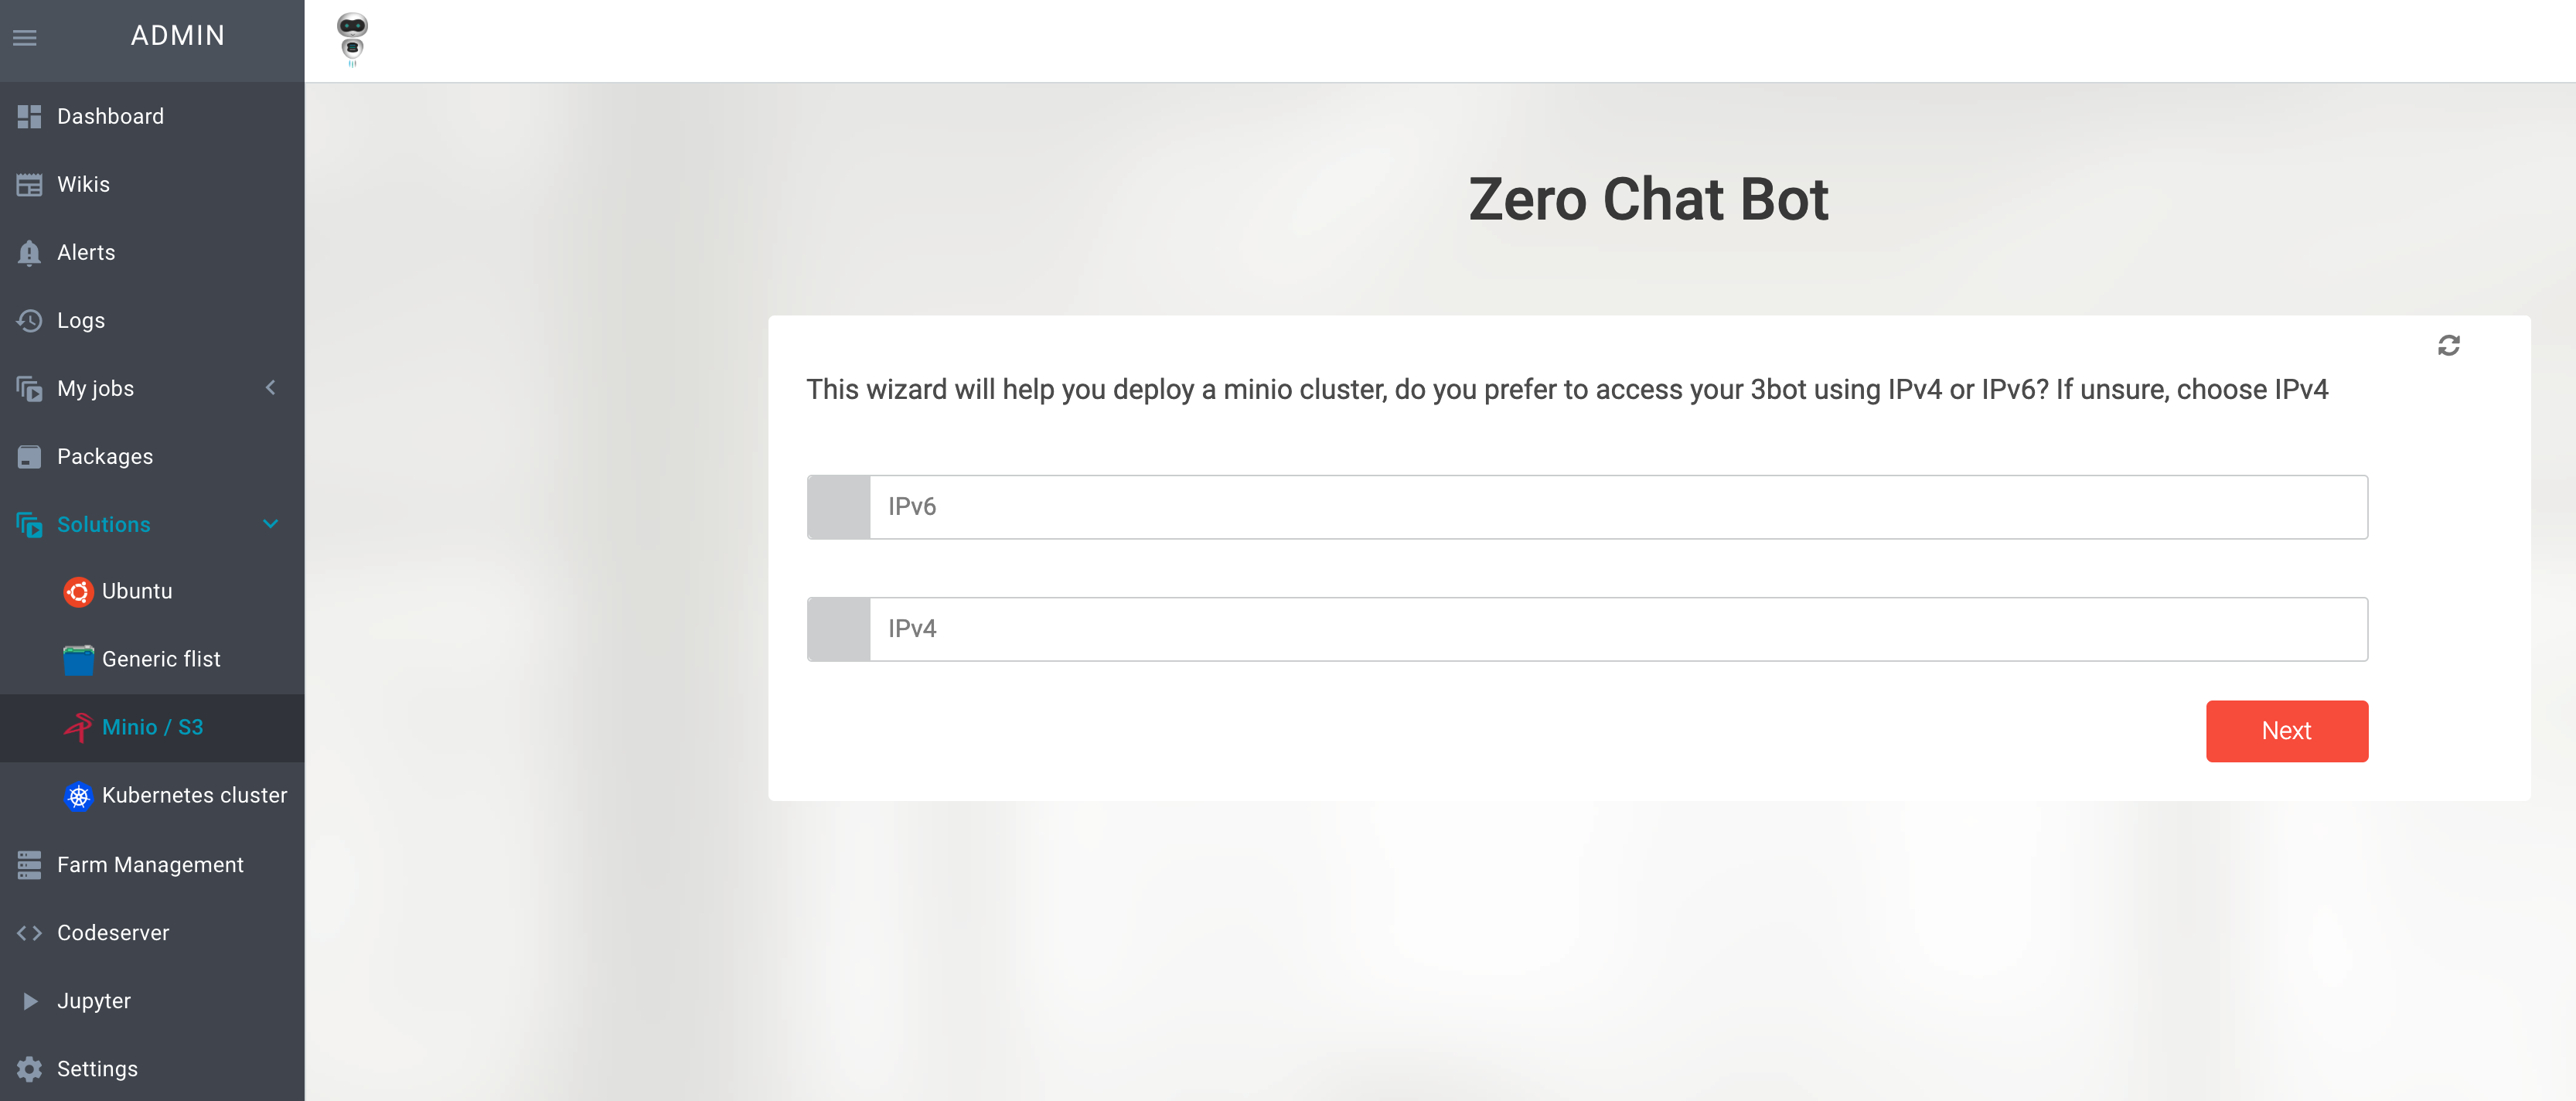 ADMIN
Dashboard
Wikis
Alerts
Logs
My jobs
Packages
Solutions
Ubuntu
Generic flist
Minio / S3
Kubernetes cluster
Farm Management
Codeserver
Jupyter
Settings
Zero Chat Bot
This wizard will help you deploy a minio cluster, do you prefer to access your 3bot using IPv4 or IPv6? If unsure, choose IPv4
IPv6
IPv4
Next